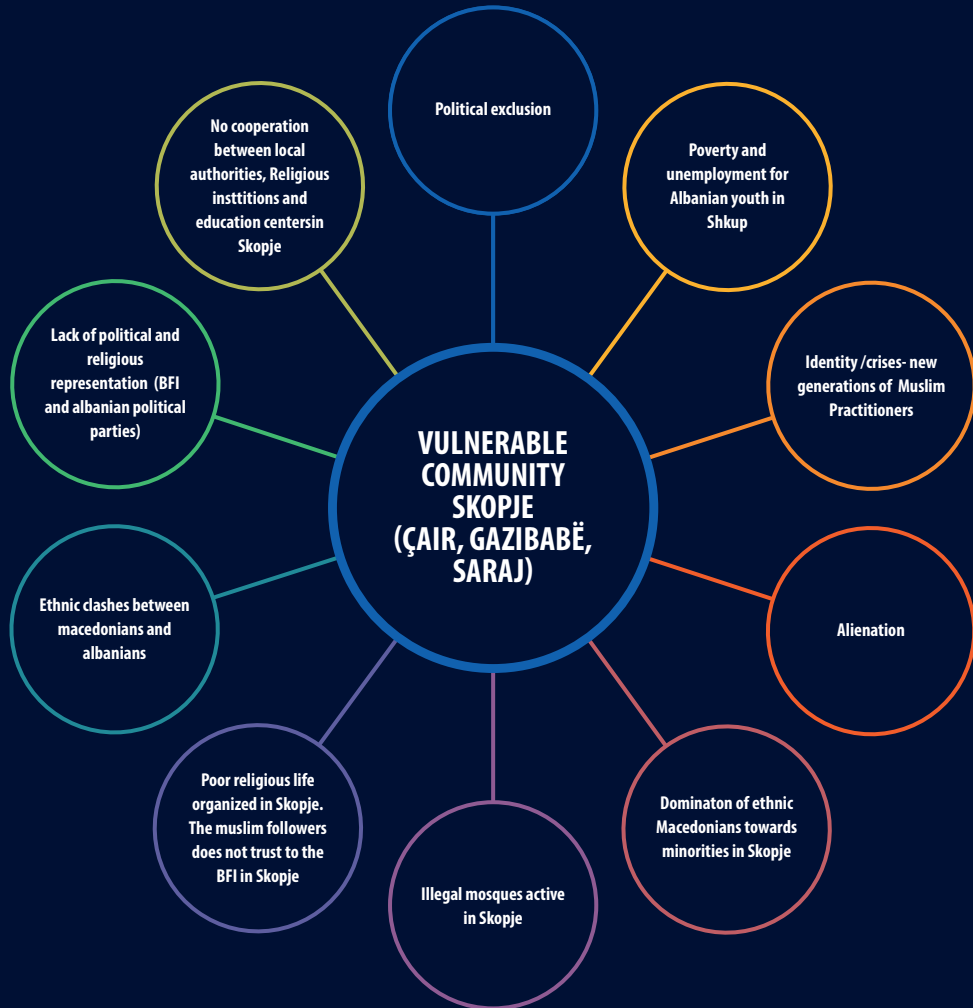 Political exclusion
No cooperation
between local
authorities, Religious
insttitions and
education centersin
Skopje
Poverty and
unemployment for
Albanian youth in
Shkup
Lack of political and
religious
representation (BFI
and albanian political
parties)
Identity /crises- new
generations of Muslim
Practitioners
VULNERABLE
COMMUNITY
SKOPJE
(ÇAIR, GAZIBABË,
SARAJ)
Ethnic clashes between
macedonians and
albanians
Alienation
Poor religious life
organized in Skopje.
The muslim followers
does not trust to the
BFI in Skopje
Dominaton of ethnic
Macedonians towards
minorities in Skopje
Illegal mosques active
in Skopje